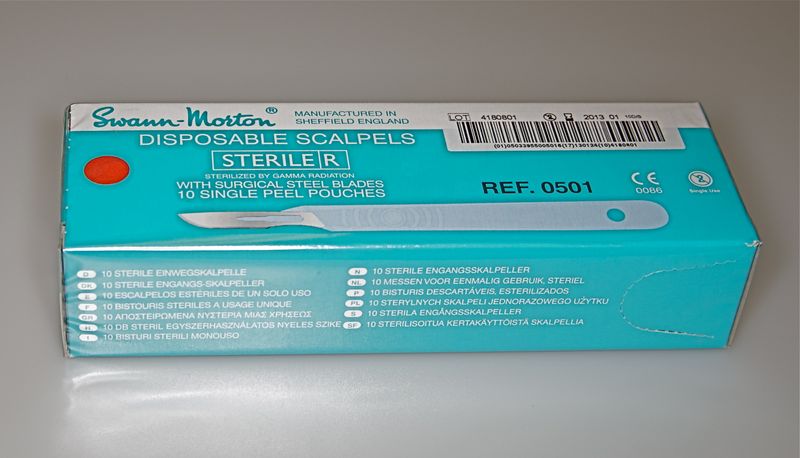 Swann-Morton®
MANUFACTURED IN
SHEFFIELD ENGLAND
LOT 4180801
2013 01
DISPOSABLE SCALPELS
STERILE R
STERILIZED BY GAMMA RADIATION
WITH SURGICAL STEEL BLADES
10 SINGLE PEEL POUCHES
REF. 0501
CE
0086
2
Single Use
D 10 STERILE EINWEGSKALPELLE
DK 10 STERILE ENGANGS-SKALPELLER
E 10 ESCALPELOS ESTÉRILES DE UN SOLO USO
F 10 BISTOURIS STERILES A USAGE UNIQUE
GR 10 ΑΠΟΣΤΕΙΡΩΜΕΝΑ ΝΥΣΤΕΡΙΑ ΜΙΑΣ ΧΡΗΣΕΩΣ
H 10 DB STERIL EGYSZERHASZNÁLATOS NYELES SZIKE
I 10 BISTURI STERILI MONOUSO
N 10 STERILE ENGANGSSKALPELLER
NL 10 MESSEN VOOR EENMALIG GEBRUIK, STERIEL
P 10 BISTURIS DESCARTÁVEIS, ESTERILIZADOS
PL 10 STERYLNYCH SKALPELI JEDNORAZOWEGO UŻYTKU
S 10 STERILA ENGÅNGSSKALPELLER
SF 10 STERILISOITUA KERTAKÄYTTÖISTÄ SKALPELLIA